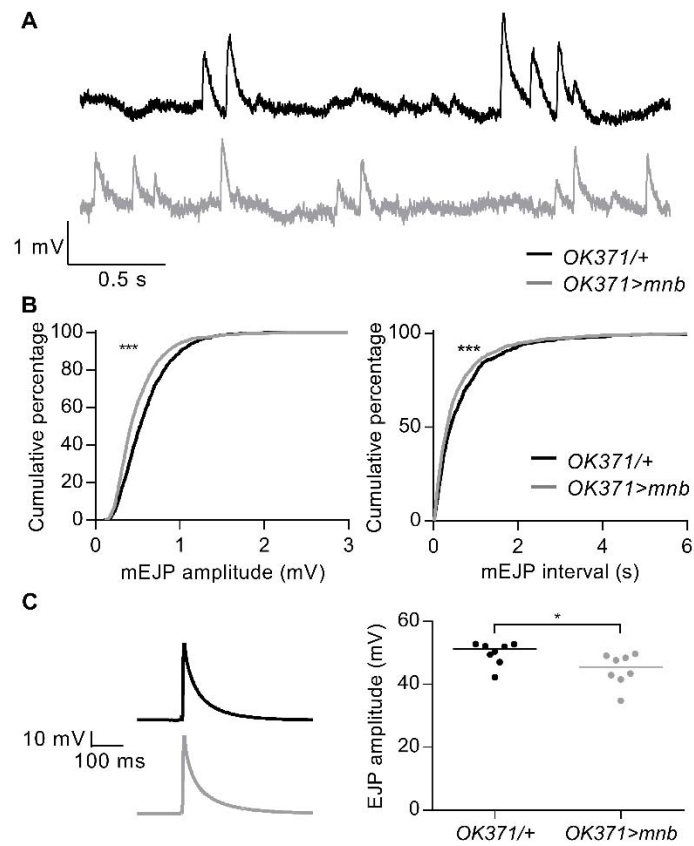 A
1 mV
0.5 s
OK371/+
OK371>mnb
B
Cumulative percentage
100
80
60
40
20
0
***
0 1 2 3
mEJP amplitude (mV)
Cumulative percentage
100
50
0
***
OK371/+
OK371>mnb
0 2 4 6
mEJP interval (s)
C
10 mV
100 ms
EJP amplitude (mV)
60
40
20
0
*
OK371/+ OK371>mnb